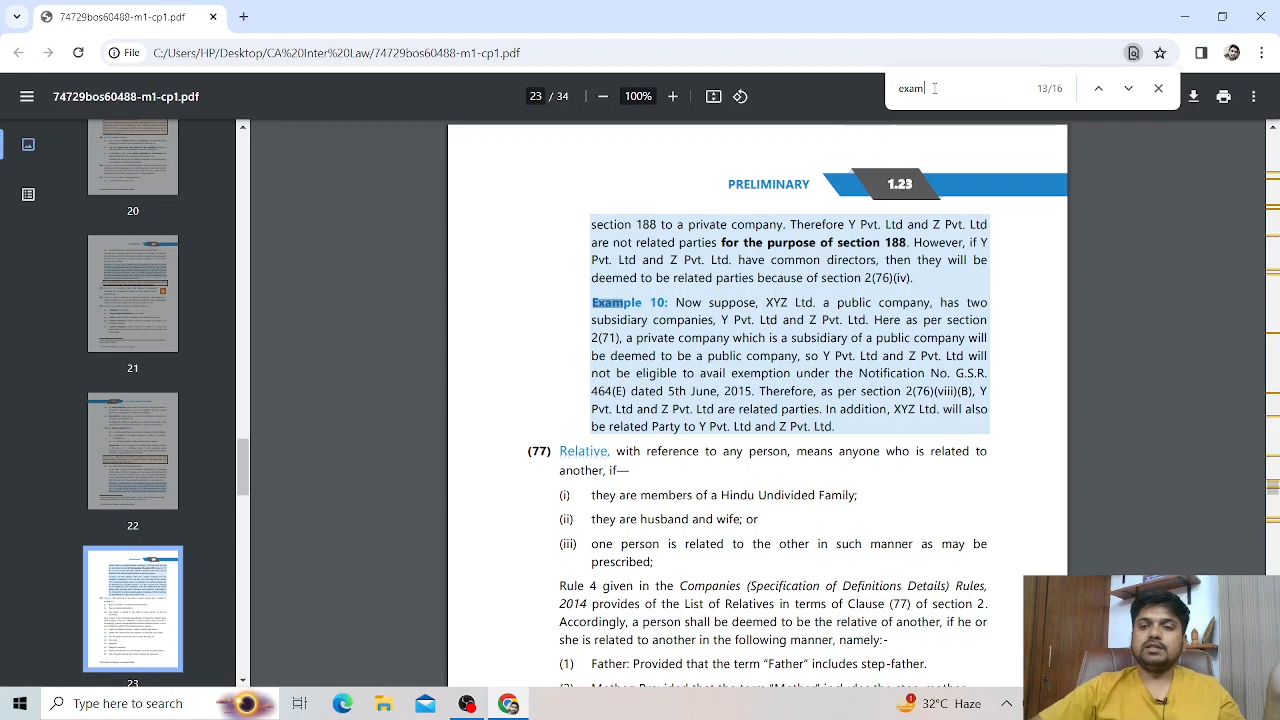 74729bos60488-m1-cp1.pdf
File
C:/Users/HP/Desktop/CA Inter Law/74729bos60488-m1-cp1.pdf
exam
13/16
74729bos60488-m1-cp1.pdf
23 / 34
100%
20
21
22
23
PRELIMINARY
1.23
section 188 to a private company. Therefore Y Pvt. Ltd and Z Pvt. Ltd
are not related parties for the purpose of section 188. However, if Y
Pvt. Ltd and Z Pvt. Ltd. have common directors, then they will be
deemed to be related parties because of section 2(76)(iv).
Example 10: Now suppose, XYZ Ltd. a public company, has two
subsidiary companies, Y Pvt. Ltd and Z Pvt. Ltd. Here as per section
2(71), a private company which is a subsidiary of a public company will
be deemed to be a public company, so Y Pvt. Ltd and Z Pvt. Ltd will
not be eligible to avail exemption under the Notification No. G.S.R.
464(E) dated 5th June, 2015. Therefore, as per section 2(76)(viii)(B), Y
Pvt. Ltd and Z Pvt. Ltd are related parties. In addition, XYZ Ltd. will also
be related Party to Y Pvt. Ltd and Z Pvt. Ltd.
(77) Relative, with reference to any person, means anyone who is related to
another, if—
(i) they are members of a Hindu Undivided Family;
(ii) they are husband and wife; or
(iii) one person is related to the other in such manner as may be
prescribed
given in the Companies (Specification of Definitions Details)
provides of the List of Relatives in terms of Clause (77) of section
Accordingly, a person shall be deemed to be the relative of another, if he
she is related to another in the following manner, namely:-
(1) Father: Provided that the term "Father" includes step-father.
Type here to search
32°C Haze